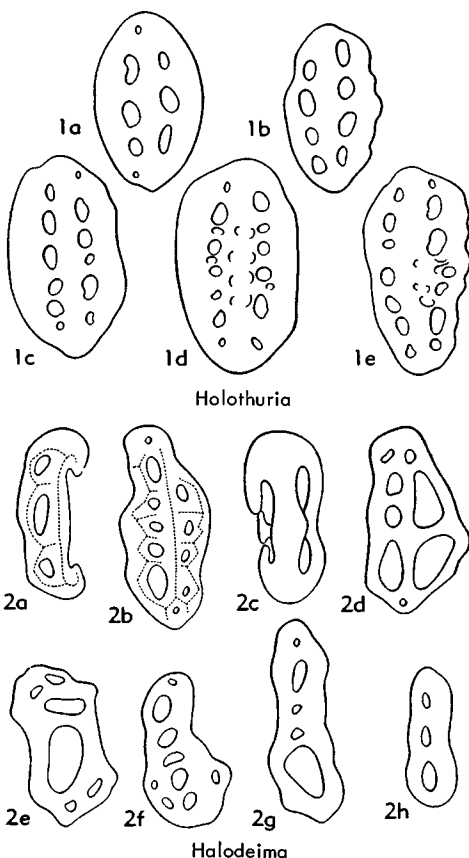 1a 1b
1c 1d 1e
Holothuria
2a 2b 2c 2d
2e 2f 2g 2h
Halodeima